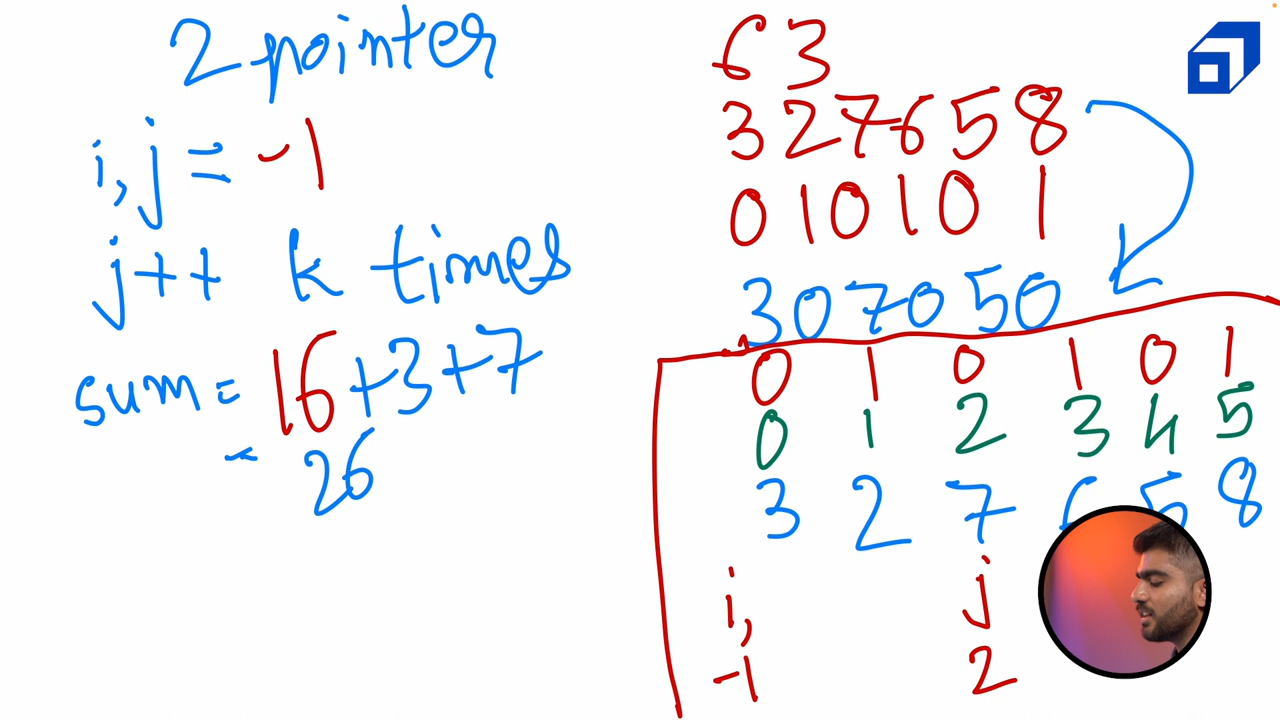 2 pointer
i, j = -1
j++ k times
sum = 16+3+7
= 26
6 3
3 2 7 6 5 8
0 1 0 1 0 1
3 0 7 0 5 0
0 1 0 1 0 1
0 1 2 3 4 5
3 2 7 6 5 8
i, j
-1 2